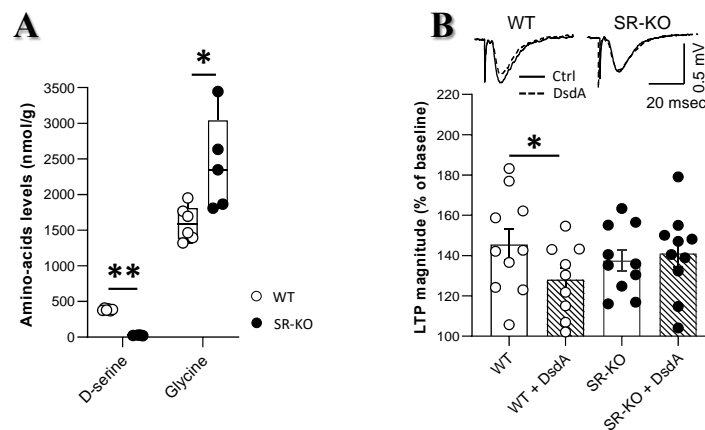 A
Amino-acids levels (nmol/g)
3500
3000
2500
2000
1500
1000
500
0
**
*
D-serine
Glycine
WT
SR-KO
B
WT
SR-KO
Ctrl
DsdA
0.5 mV
20 msec
LTP magnitude (% of baseline)
220
200
180
160
140
120
100
*
WT
WT + DsdA
SR-KO
SR-KO + DsdA